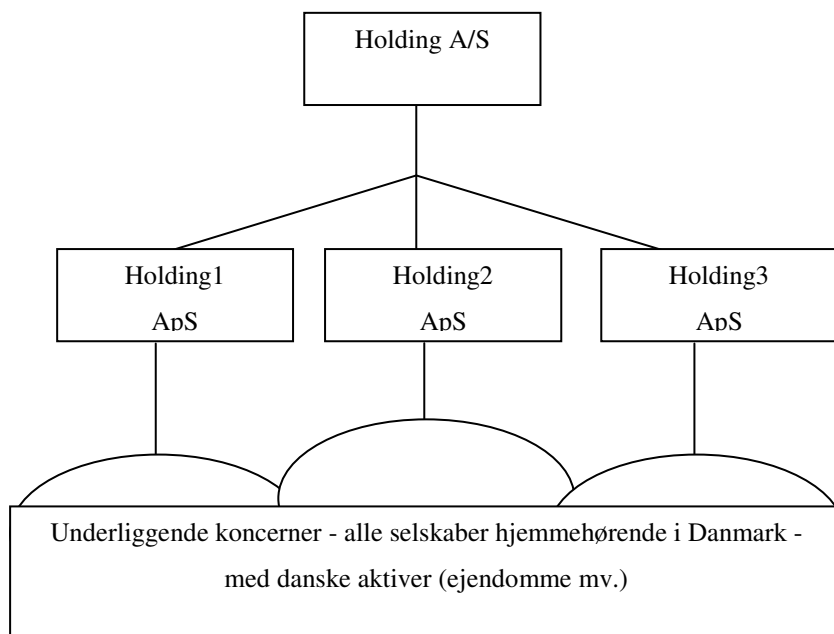 Holding A/S
Holding1
ApS
Holding2
ApS
Holding3
ApS
Underliggende koncerner - alle selskaber hjemmehørende i Danmark -
med danske aktiver (ejendomme mv.)